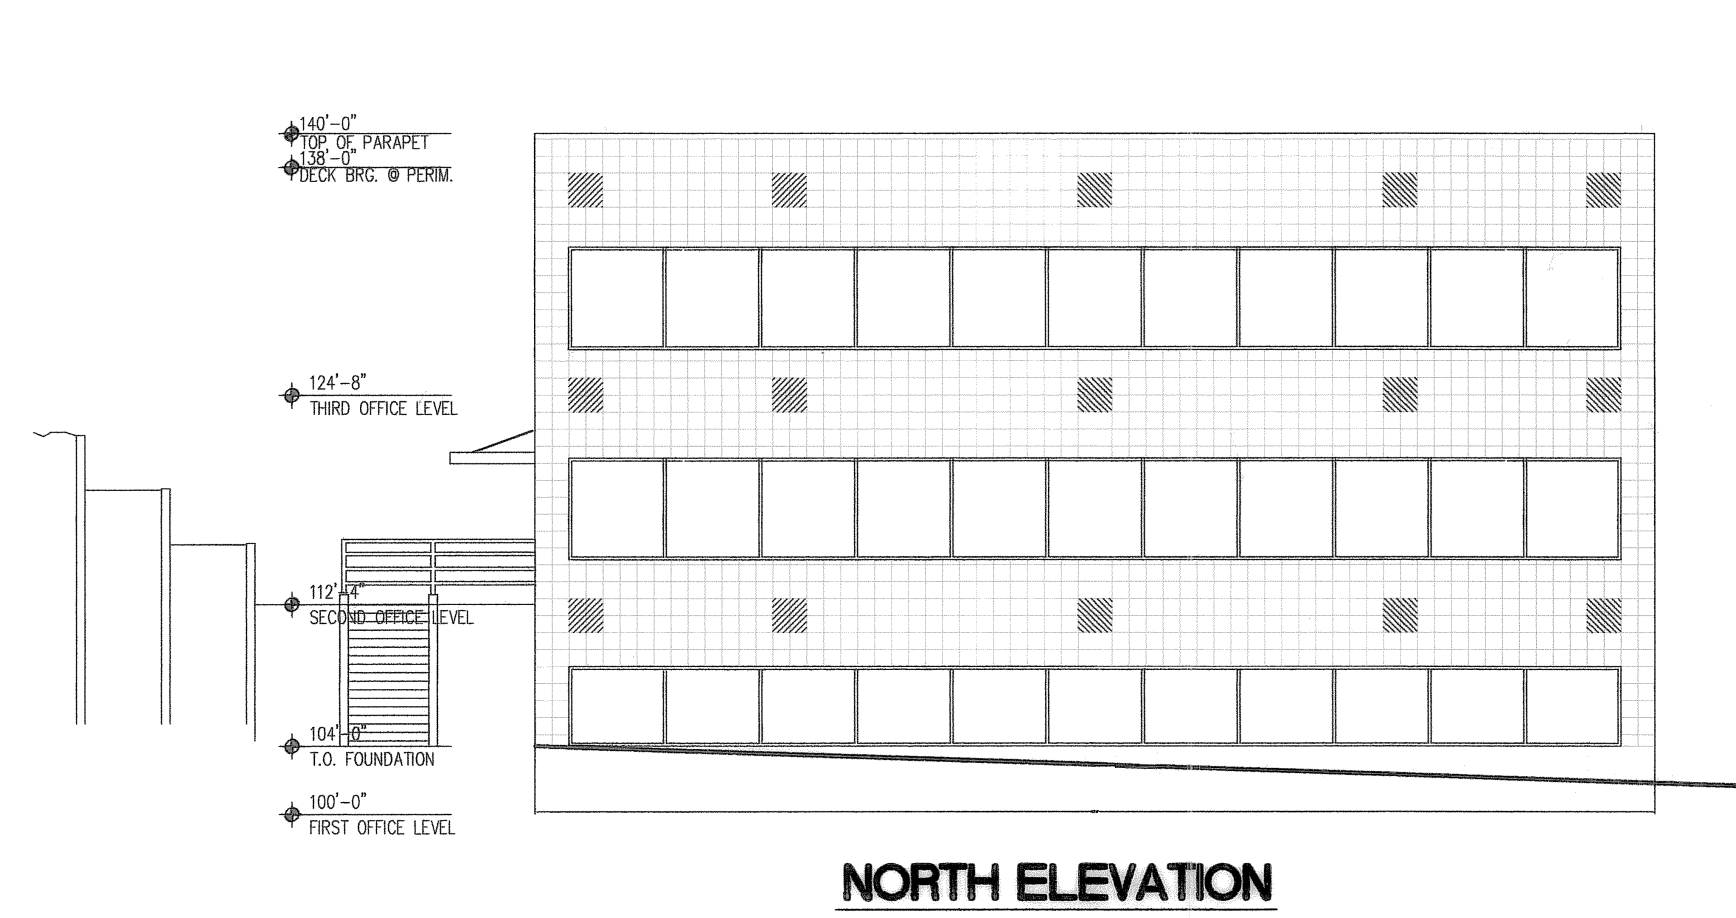 140'-0"
TOP OF PARAPET
138'-0"
DECK BRG. @ PERIM.
124'-8"
THIRD OFFICE LEVEL
112'-4"
SECOND OFFICE LEVEL
104'-0"
T.O. FOUNDATION
100'-0"
FIRST OFFICE LEVEL
NORTH ELEVATION